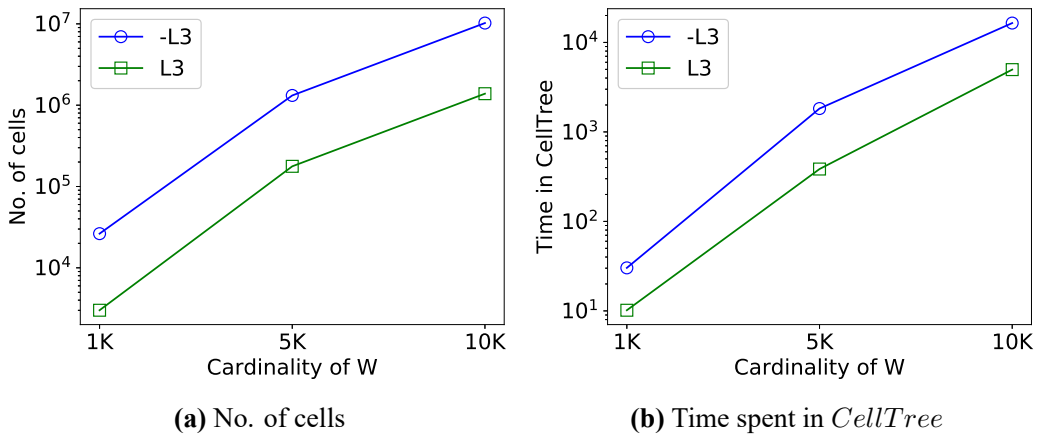 10^7
10^6
10^5
10^4
No. of cells
-L3
L3
1K
5K
10K
Cardinality of W
(a) No. of cells
10^4
10^3
10^2
10^1
Time in CellTree
-L3
L3
1K
5K
10K
Cardinality of W
(b) Time spent in CellTree